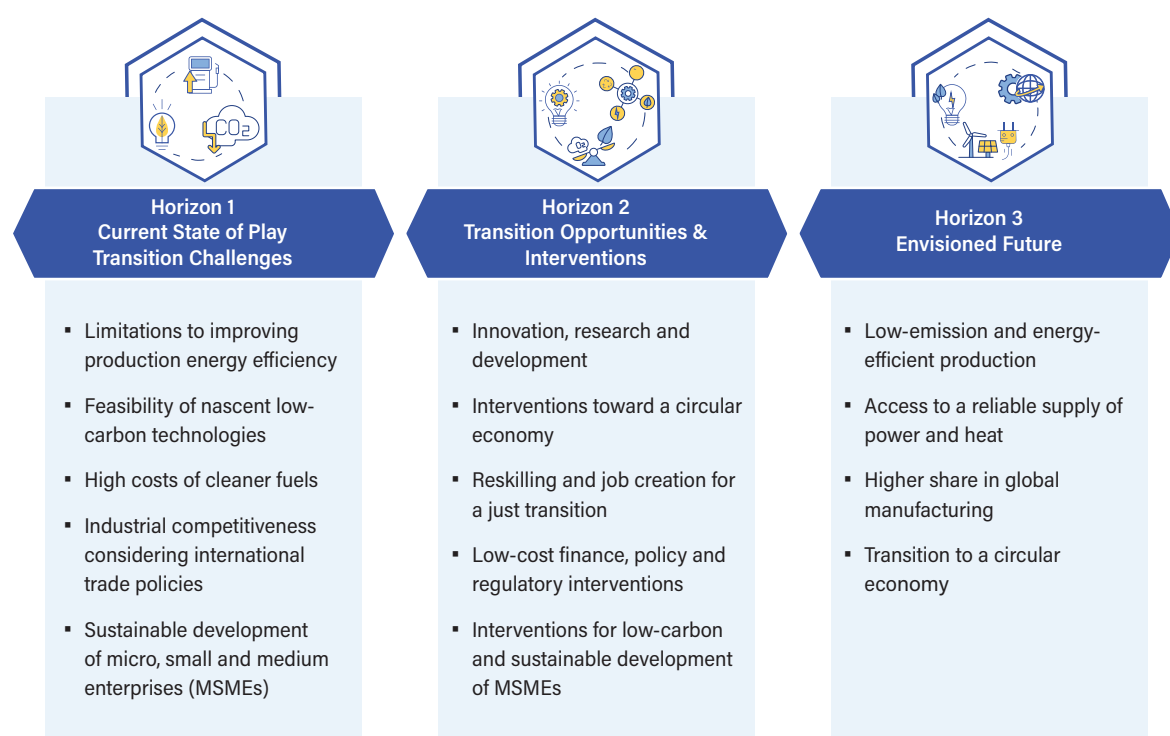 CO2
O2
Horizon 1
Current State of Play
Transition Challenges
▪ Limitations to improving
production energy efficiency
▪ Feasibility of nascent low-
carbon technologies
▪ High costs of cleaner fuels
▪ Industrial competitiveness
considering international
trade policies
▪ Sustainable development
of micro, small and medium
enterprises (MSMEs)
Horizon 2
Transition Opportunities &
Interventions
▪ Innovation, research and
development
▪ Interventions toward a circular
economy
▪ Reskilling and job creation for
a just transition
▪ Low-cost finance, policy and
regulatory interventions
▪ Interventions for low-carbon
and sustainable development
of MSMEs
Horizon 3
Envisioned Future
▪ Low-emission and energy-
efficient production
▪ Access to a reliable supply of
power and heat
▪ Higher share in global
manufacturing
▪ Transition to a circular
economy